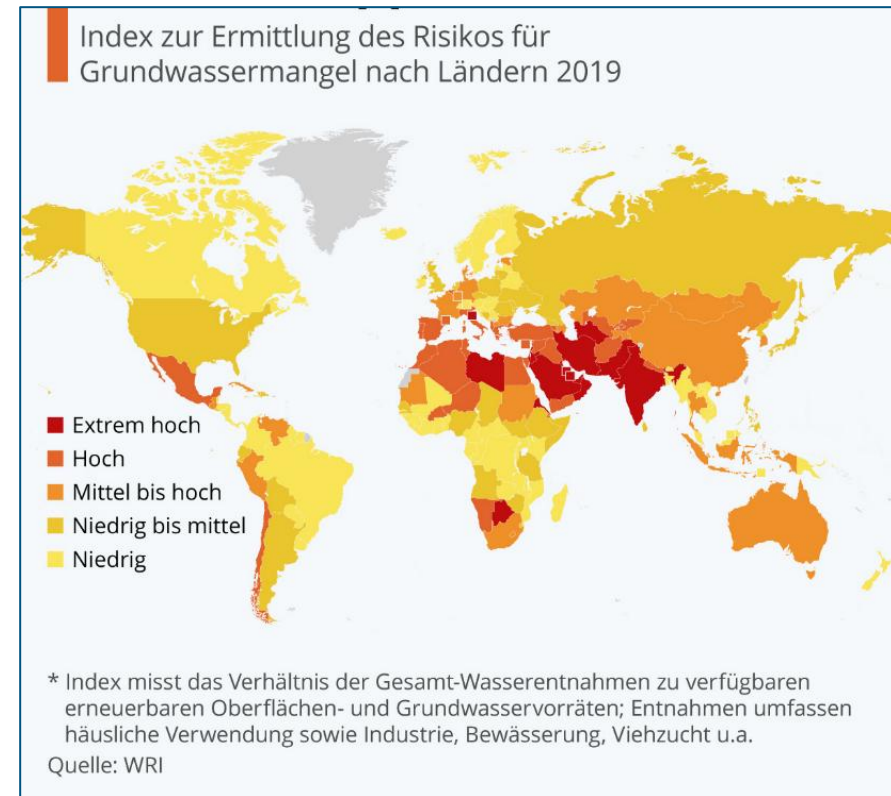 Index zur Ermittlung des Risikos für
Grundwassermangel nach Ländern 2019
Extrem hoch
Hoch
Mittel bis hoch
Niedrig bis mittel
Niedrig
* Index misst das Verhältnis der Gesamt-Wasserentnahmen zu verfügbaren
erneuerbaren Oberflächen- und Grundwasservorräten; Entnahmen umfassen
häusliche Verwendung sowie Industrie, Bewässerung, Viehzucht u.a.
Quelle: WRI